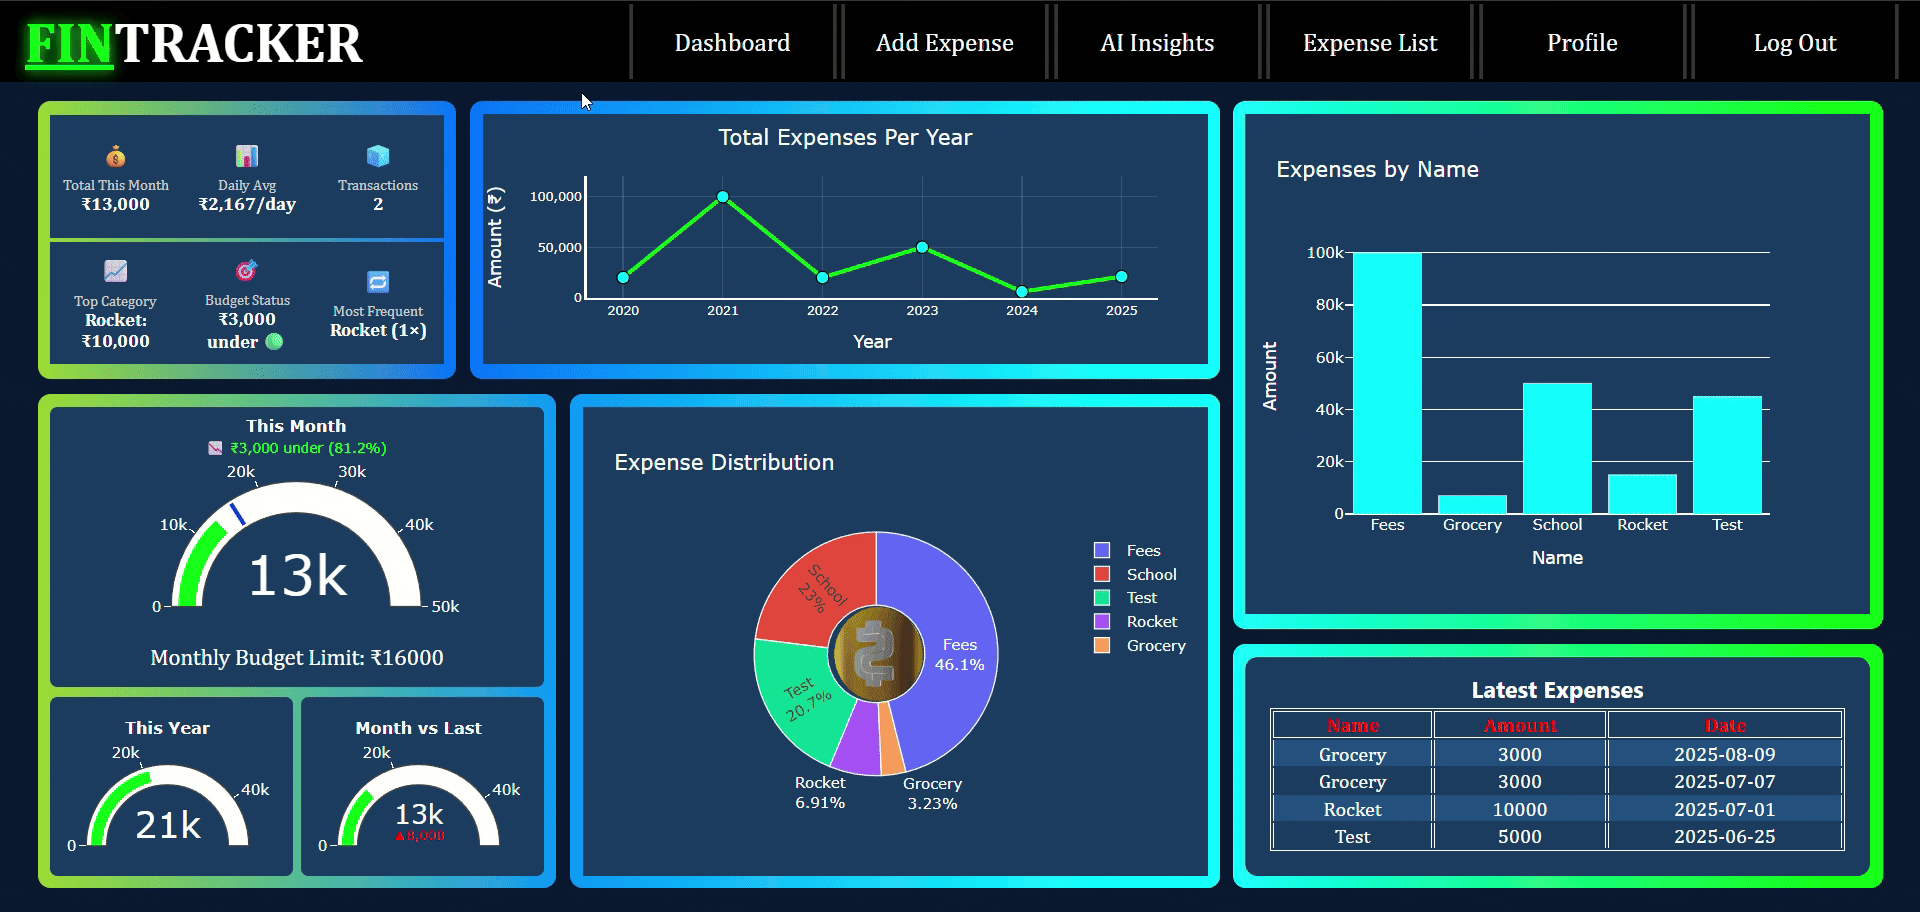 FINTRACKER
Dashboard
Add Expense
AI Insights
Expense List
Profile
Log Out
Total This Month
₹13,000
Daily Avg
₹2,167/day
Transactions
2
Top Category
Rocket:
₹10,000
Budget Status
₹3,000
under
Most Frequent
Rocket (1×)
Total Expenses Per Year
Amount (₹)
100,000
50,000
0
2020 2021 2022 2023 2024 2025
Year
Expenses by Name
Amount
100k
80k
60k
40k
20k
0
Fees Grocery School Rocket Test
Name
This Month
₹3,000 under (81.2%)
0 10k 20k 30k 40k 50k
13k
Monthly Budget Limit: ₹16000
This Year
0 20k 40k
21k
Month vs Last
0 20k 40k
13k
Expense Distribution
School
23%
Test
20.7%
Fees
46.1%
Rocket
6.91%
Grocery
3.23%
Fees
School
Test
Rocket
Grocery
Latest Expenses
Name Amount Date
Grocery 3000 2025-08-09
Grocery 3000 2025-07-07
Rocket 10000 2025-07-01
Test 5000 2025-06-25